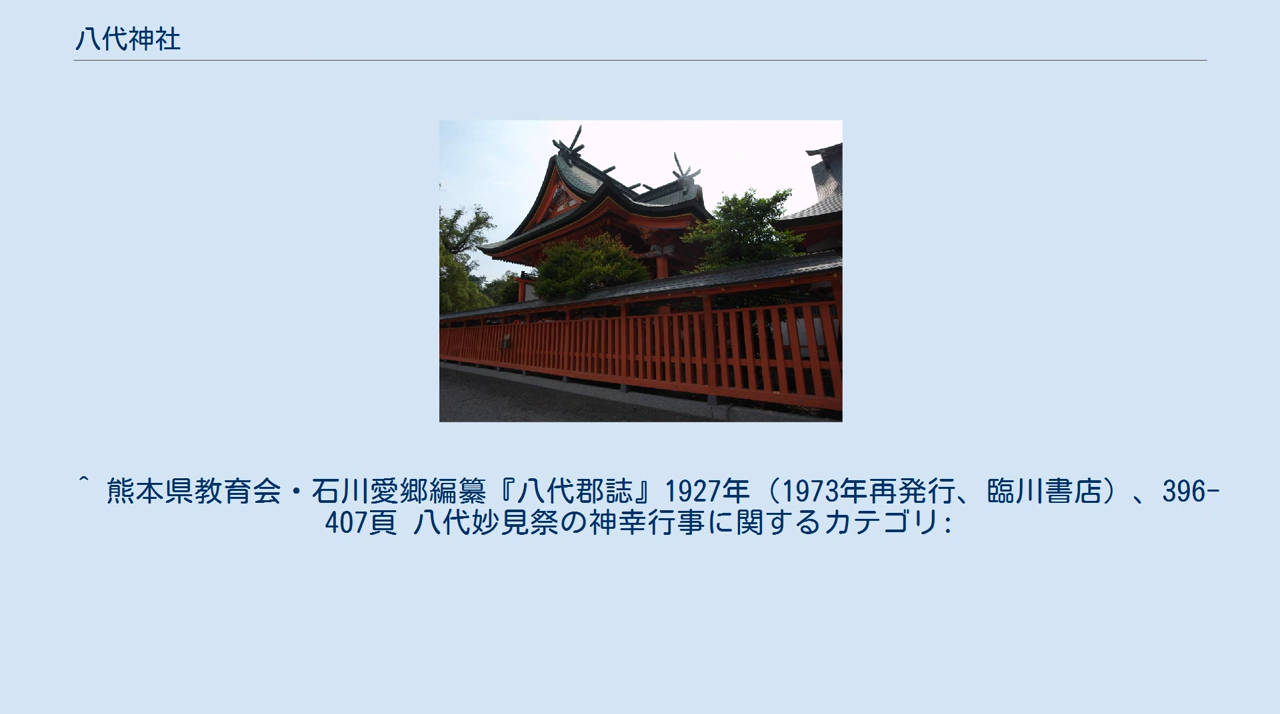 八代神社
^ 熊本県教育会・石川愛郷編纂『八代郡誌』1927年（1973年再発行、臨川書店）、396-
407頁 八代妙見祭の神幸行事に関するカテゴリ: